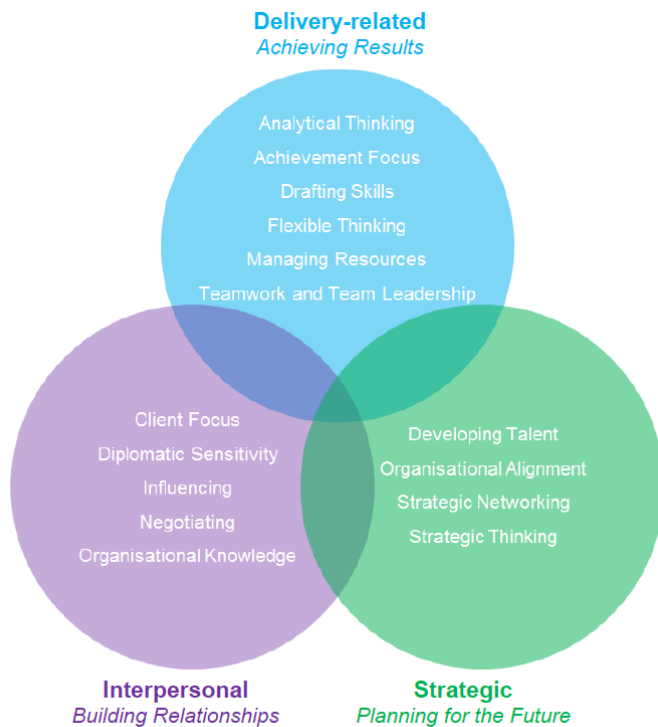 Delivery-related
Achieving Results
Analytical Thinking
Achievement Focus
Drafting Skills
Flexible Thinking
Managing Resources
Teamwork and Team Leadership
Client Focus
Diplomatic Sensitivity
Influencing
Negotiating
Organisational Knowledge
Developing Talent
Organisational Alignment
Strategic Networking
Strategic Thinking
Interpersonal
Building Relationships
Strategic
Planning for the Future